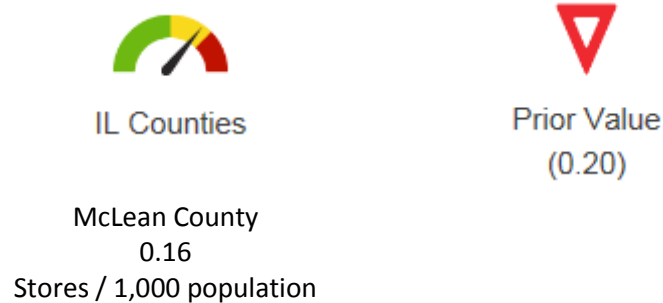 IL Counties
Prior Value
(0.20)
McLean County
0.16
Stores / 1,000 population